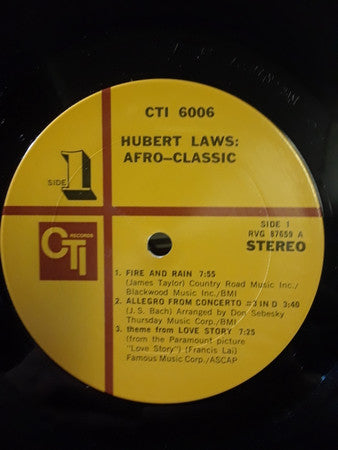 CTI 6006
HUBERT LAWS:
AFRO-CLASSIC
SIDE 1
SIDE 1
RVG 87659 A
STEREO
CTI RECORDS
1. FIRE AND RAIN 7:55
(James Taylor) Country Road Music Inc./
Blackwood Music Inc./BMI
2. ALLEGRO FROM CONCERTO #3 IN D 3:40
(J. S. Bach) Arranged by Don Sebesky
Thursday Music Corp./BMI
3. theme from LOVE STORY 7:25
(from the Paramount picture
"Love Story") (Francis Lai)
Famous Music Corp./ASCAP